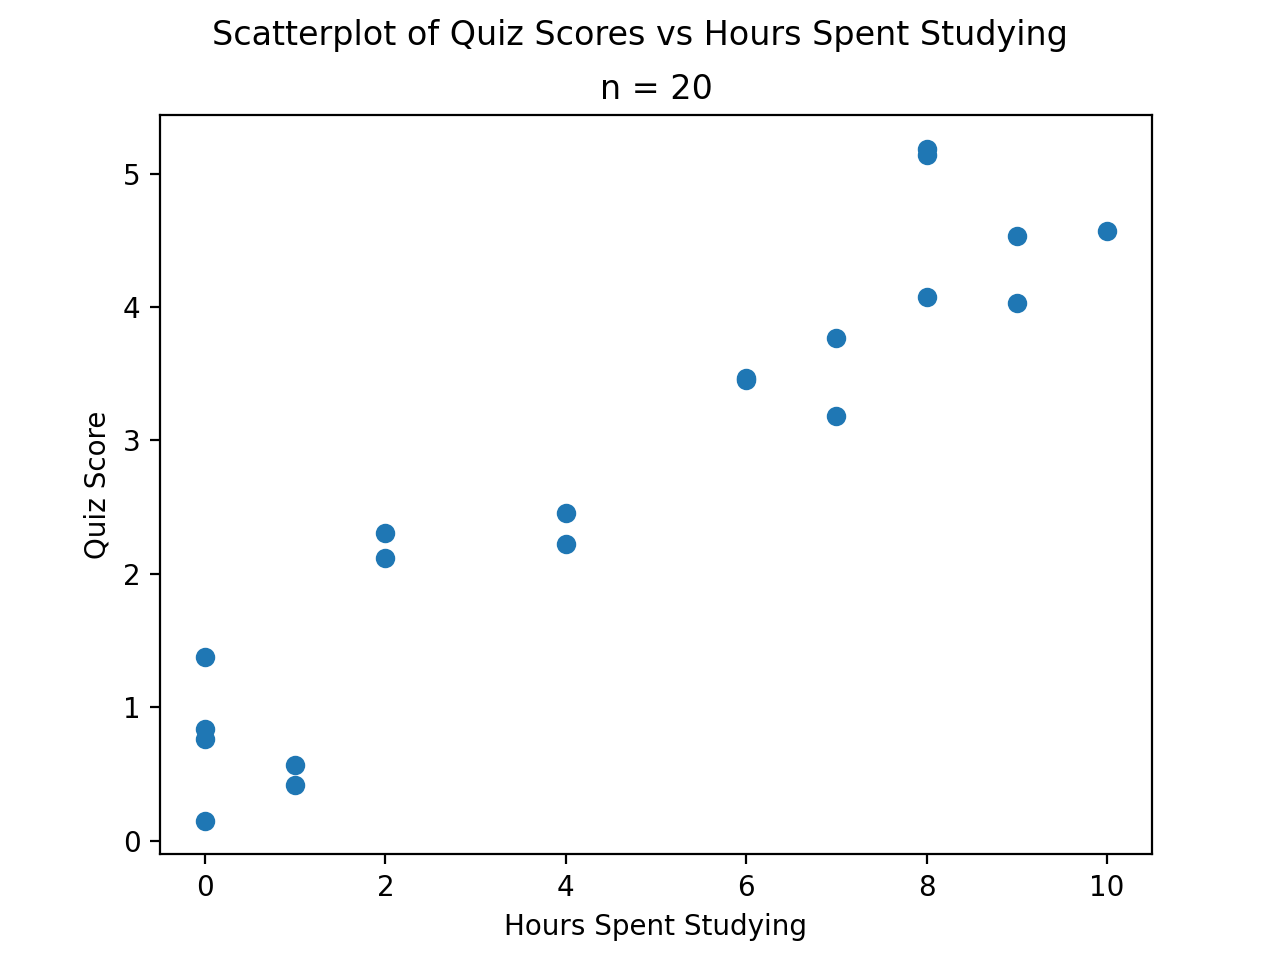 Scatterplot of Quiz Scores vs Hours Spent Studying
n = 20
5
4
3
2
1
0
Quiz Score
0 2 4 6 8 10
Hours Spent Studying